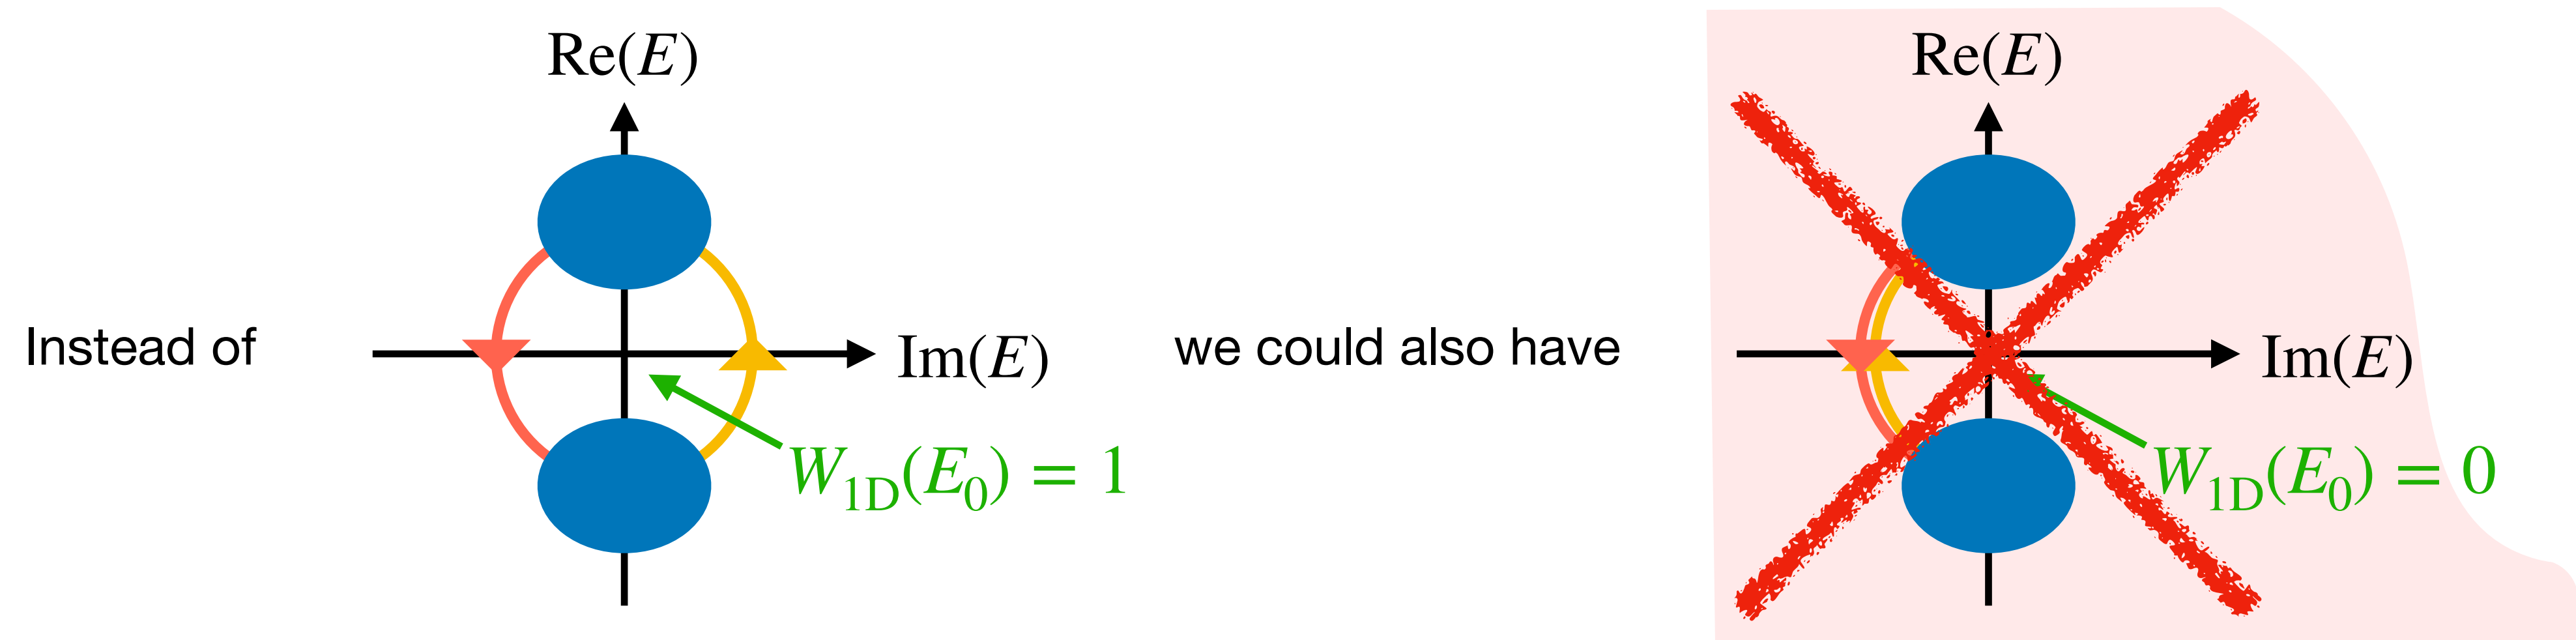 Re(E)
Re(E)
Instead of
Im(E)
we could also have
Im(E)
W₁D(E₀) = 1
W₁D(E₀) = 0